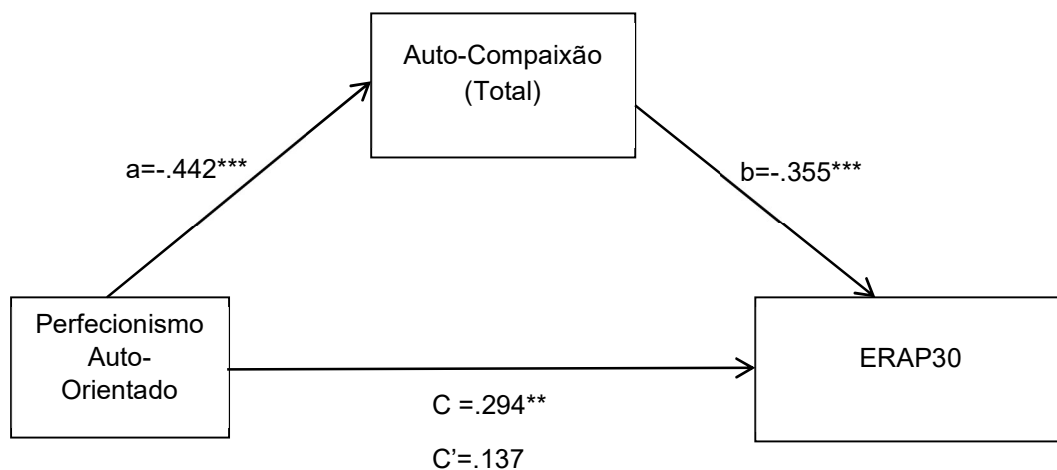 Auto-Compaixão
(Total)
a=-.442***
b=-.355***
Perfecionismo
Auto-
Orientado
ERAP30
C =.294**
C’=.137